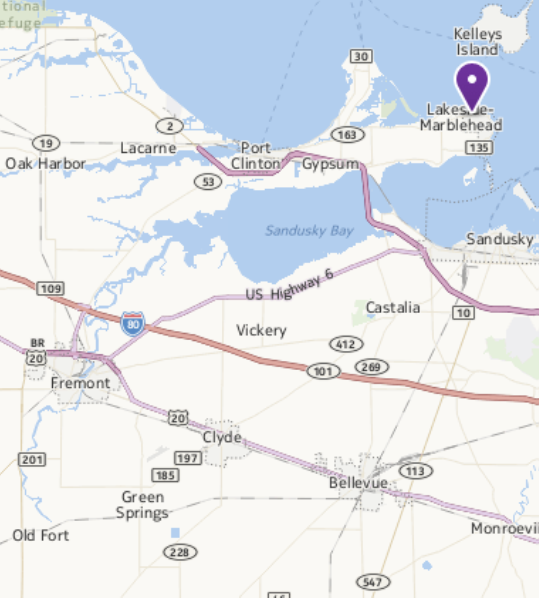 tional
efuge
Kelleys
Island
30
Lakeside-
Marblehead
2
163
19
Lacarne
Port
Clinton
135
Oak Harbor
Gypsum
53
Sandusky Bay
Sandusky
US Highway 6
109
Castalia
10
80
Vickery
BR
20
412
101
269
Fremont
20
Clyde
197
201
113
185
Bellevue
Green
Springs
Old Fort
Monroevil
228
547